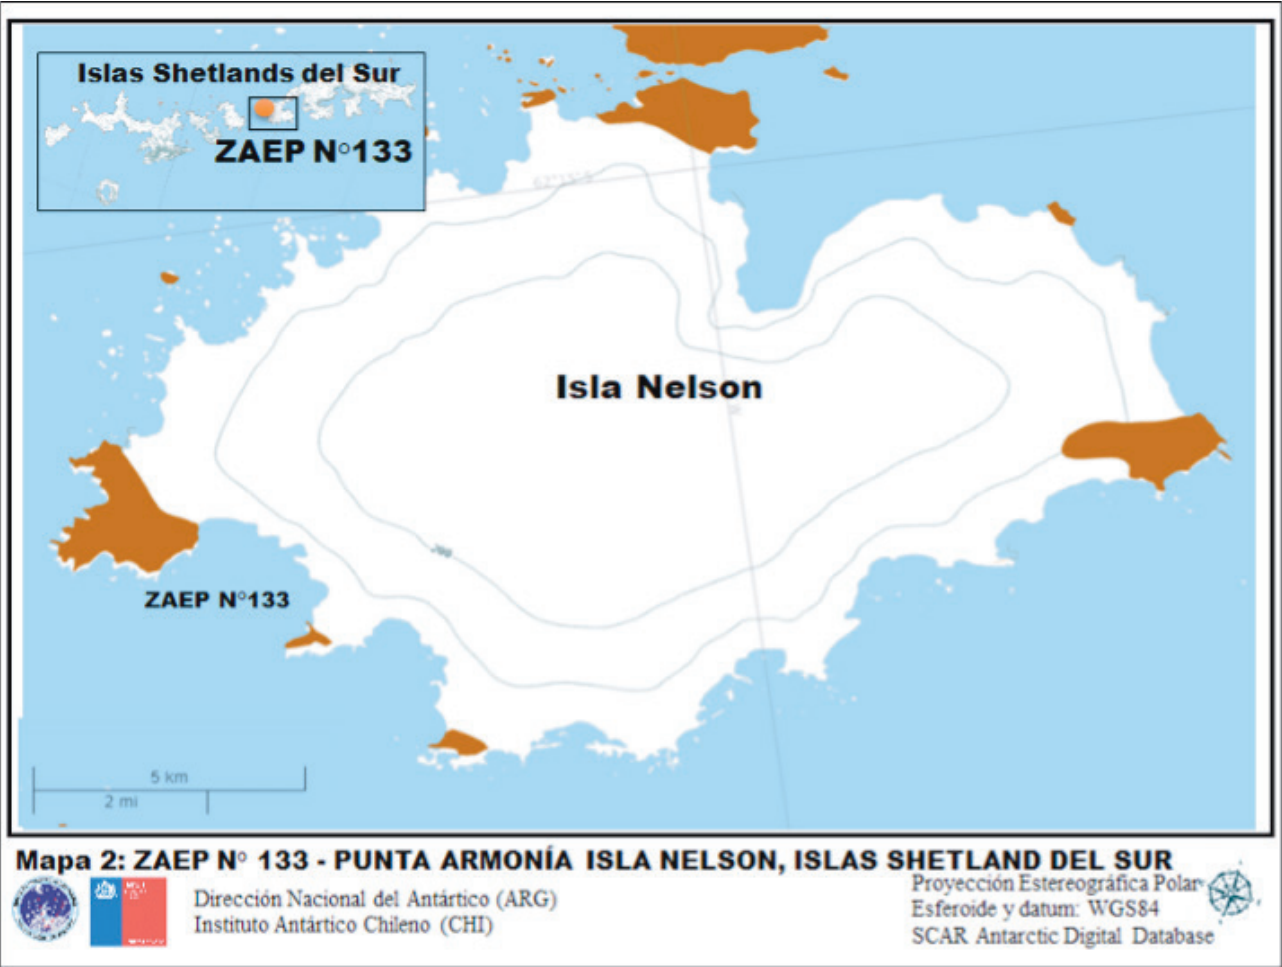 Islas Shetlands del Sur
ZAEP N°133
62°15'S
Isla Nelson
ZAEP N°133
5 km
2 mi
Mapa 2: ZAEP N° 133 - PUNTA ARMONÍA ISLA NELSON, ISLAS SHETLAND DEL SUR
Dirección Nacional del Antártico (ARG)
Instituto Antártico Chileno (CHI)
Proyección Estereográfica Polar
Esferoide y datum: WGS84
SCAR Antarctic Digital Database